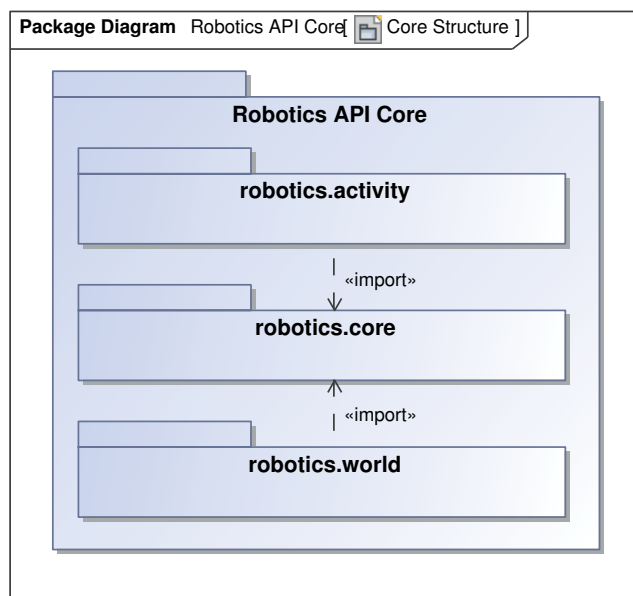 Package Diagram Robotics API Core[ Core Structure ]
Robotics API Core
robotics.activity
«import»
robotics.core
«import»
robotics.world